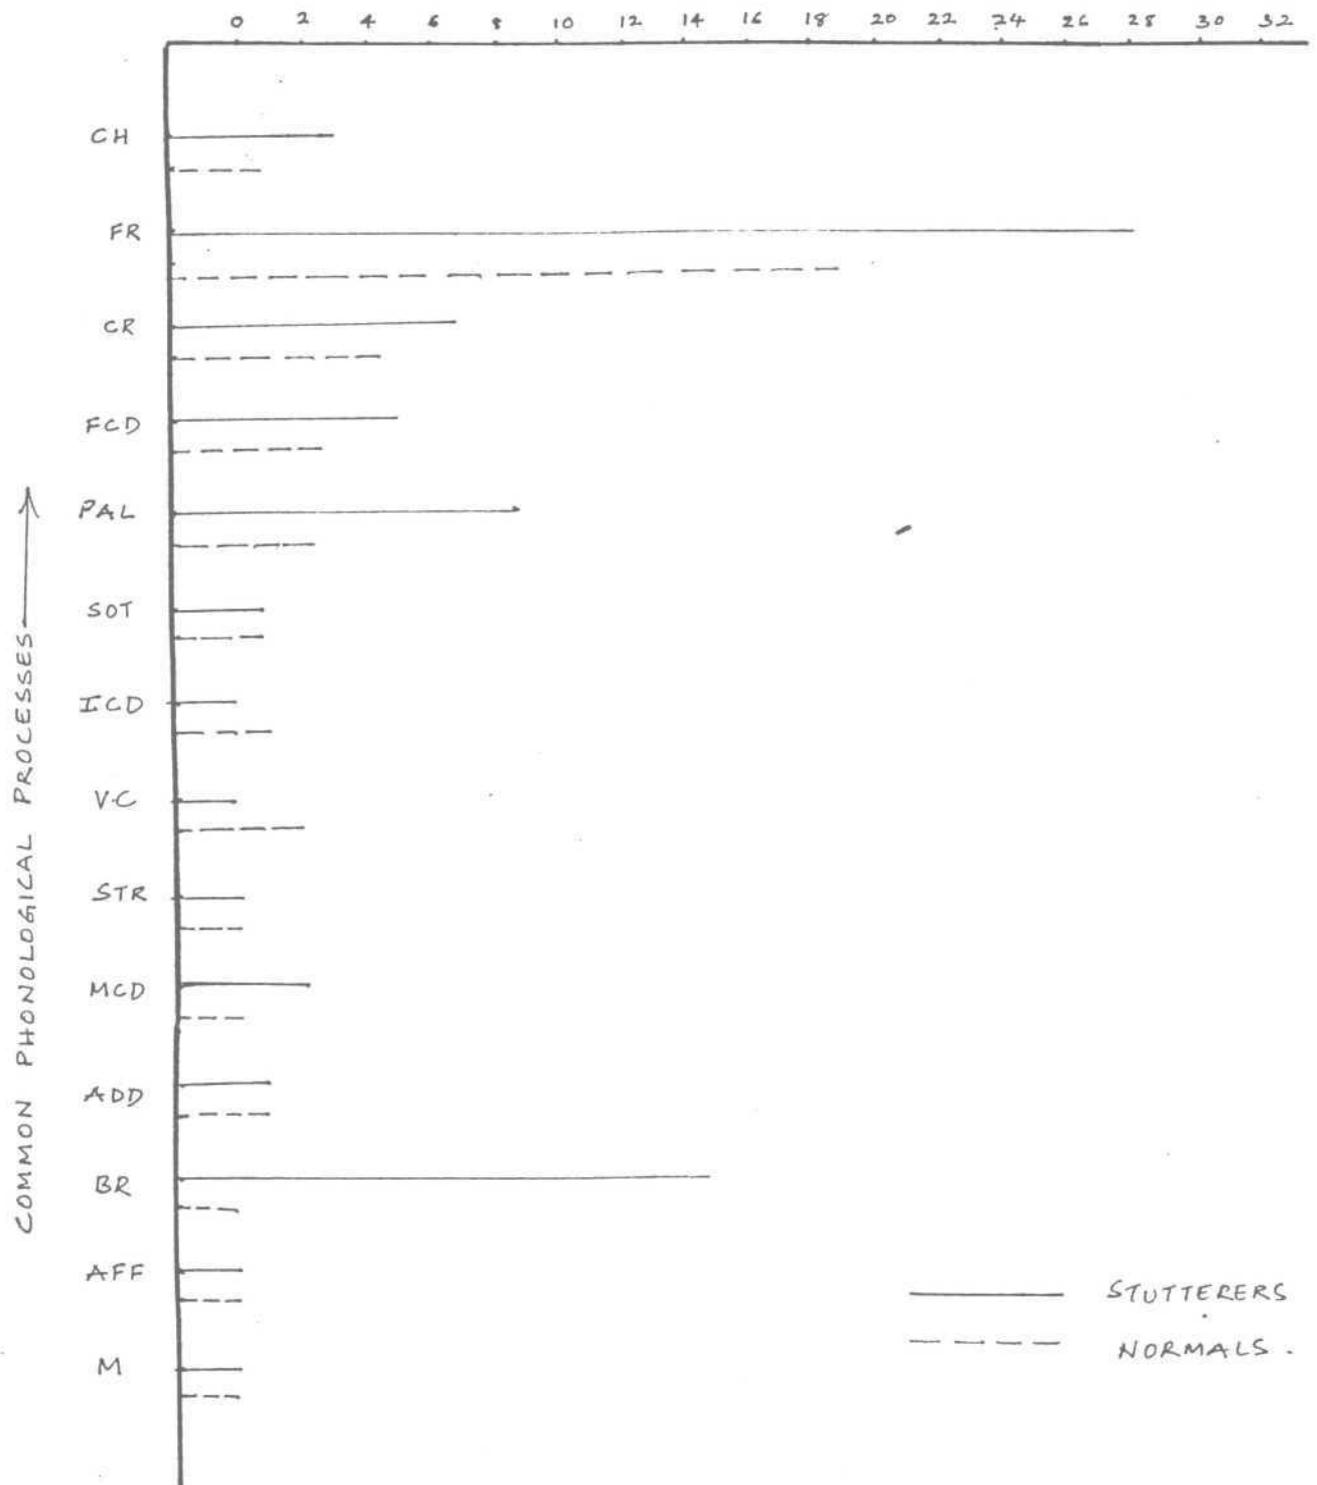 0 2 4 6 8 10 12 14 16 18 20 22 24 26 28 30 32
CH
FR
CR
FCD
PAL
SOT
ICD
V.C
STR
MCD
ADD
BR
AFF
M
COMMON PHONOLOGICAL PROCESSES
STUTTERERS
NORMALS.